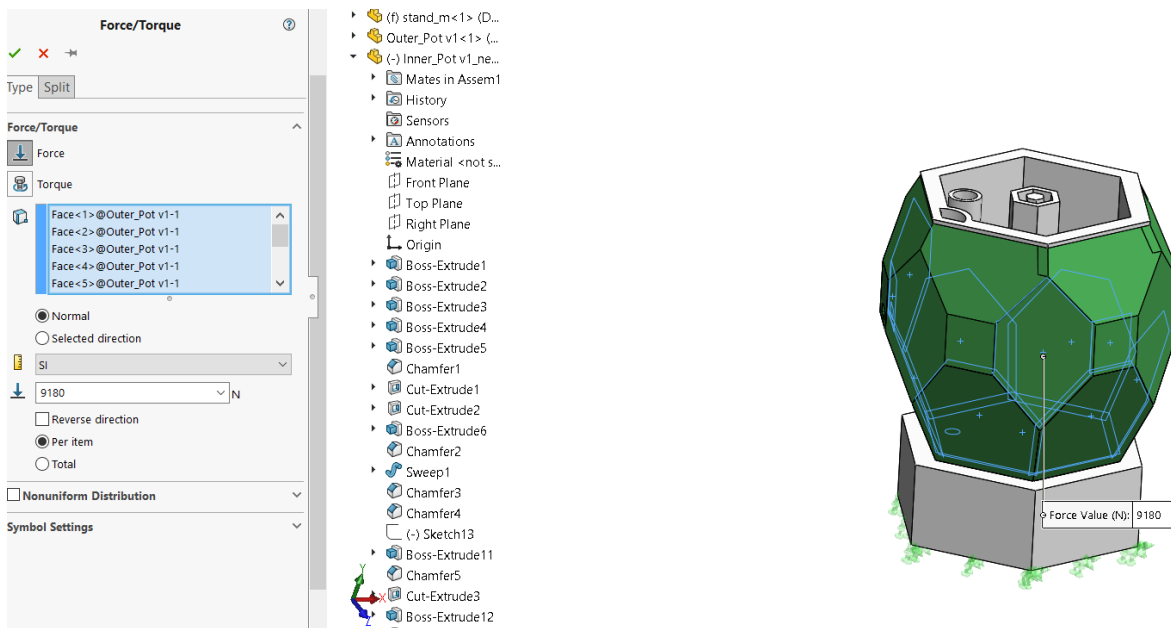 Force/Torque
Type Split
Force/Torque
Force
Torque
Face<1>@Outer_Pot v1-1
Face<2>@Outer_Pot v1-1
Face<3>@Outer_Pot v1-1
Face<4>@Outer_Pot v1-1
Face<5>@Outer_Pot v1-1
Normal
Selected direction
SI
9180 N
Reverse direction
Per item
Total
Nonuniform Distribution
Symbol Settings
(f) stand_m<1> (D...
Outer_Pot v1<1> (...
(-) Inner_Pot v1_ne...
Mates in Assem1
History
Sensors
Annotations
Material <not s...
Front Plane
Top Plane
Right Plane
Origin
Boss-Extrude1
Boss-Extrude2
Boss-Extrude3
Boss-Extrude4
Boss-Extrude5
Chamfer1
Cut-Extrude1
Cut-Extrude2
Boss-Extrude6
Chamfer2
Sweep1
Chamfer3
Chamfer4
(-) Sketch13
Boss-Extrude11
Chamfer5
Cut-Extrude3
Boss-Extrude12
Y
X
Z
Force Value (N): 9180